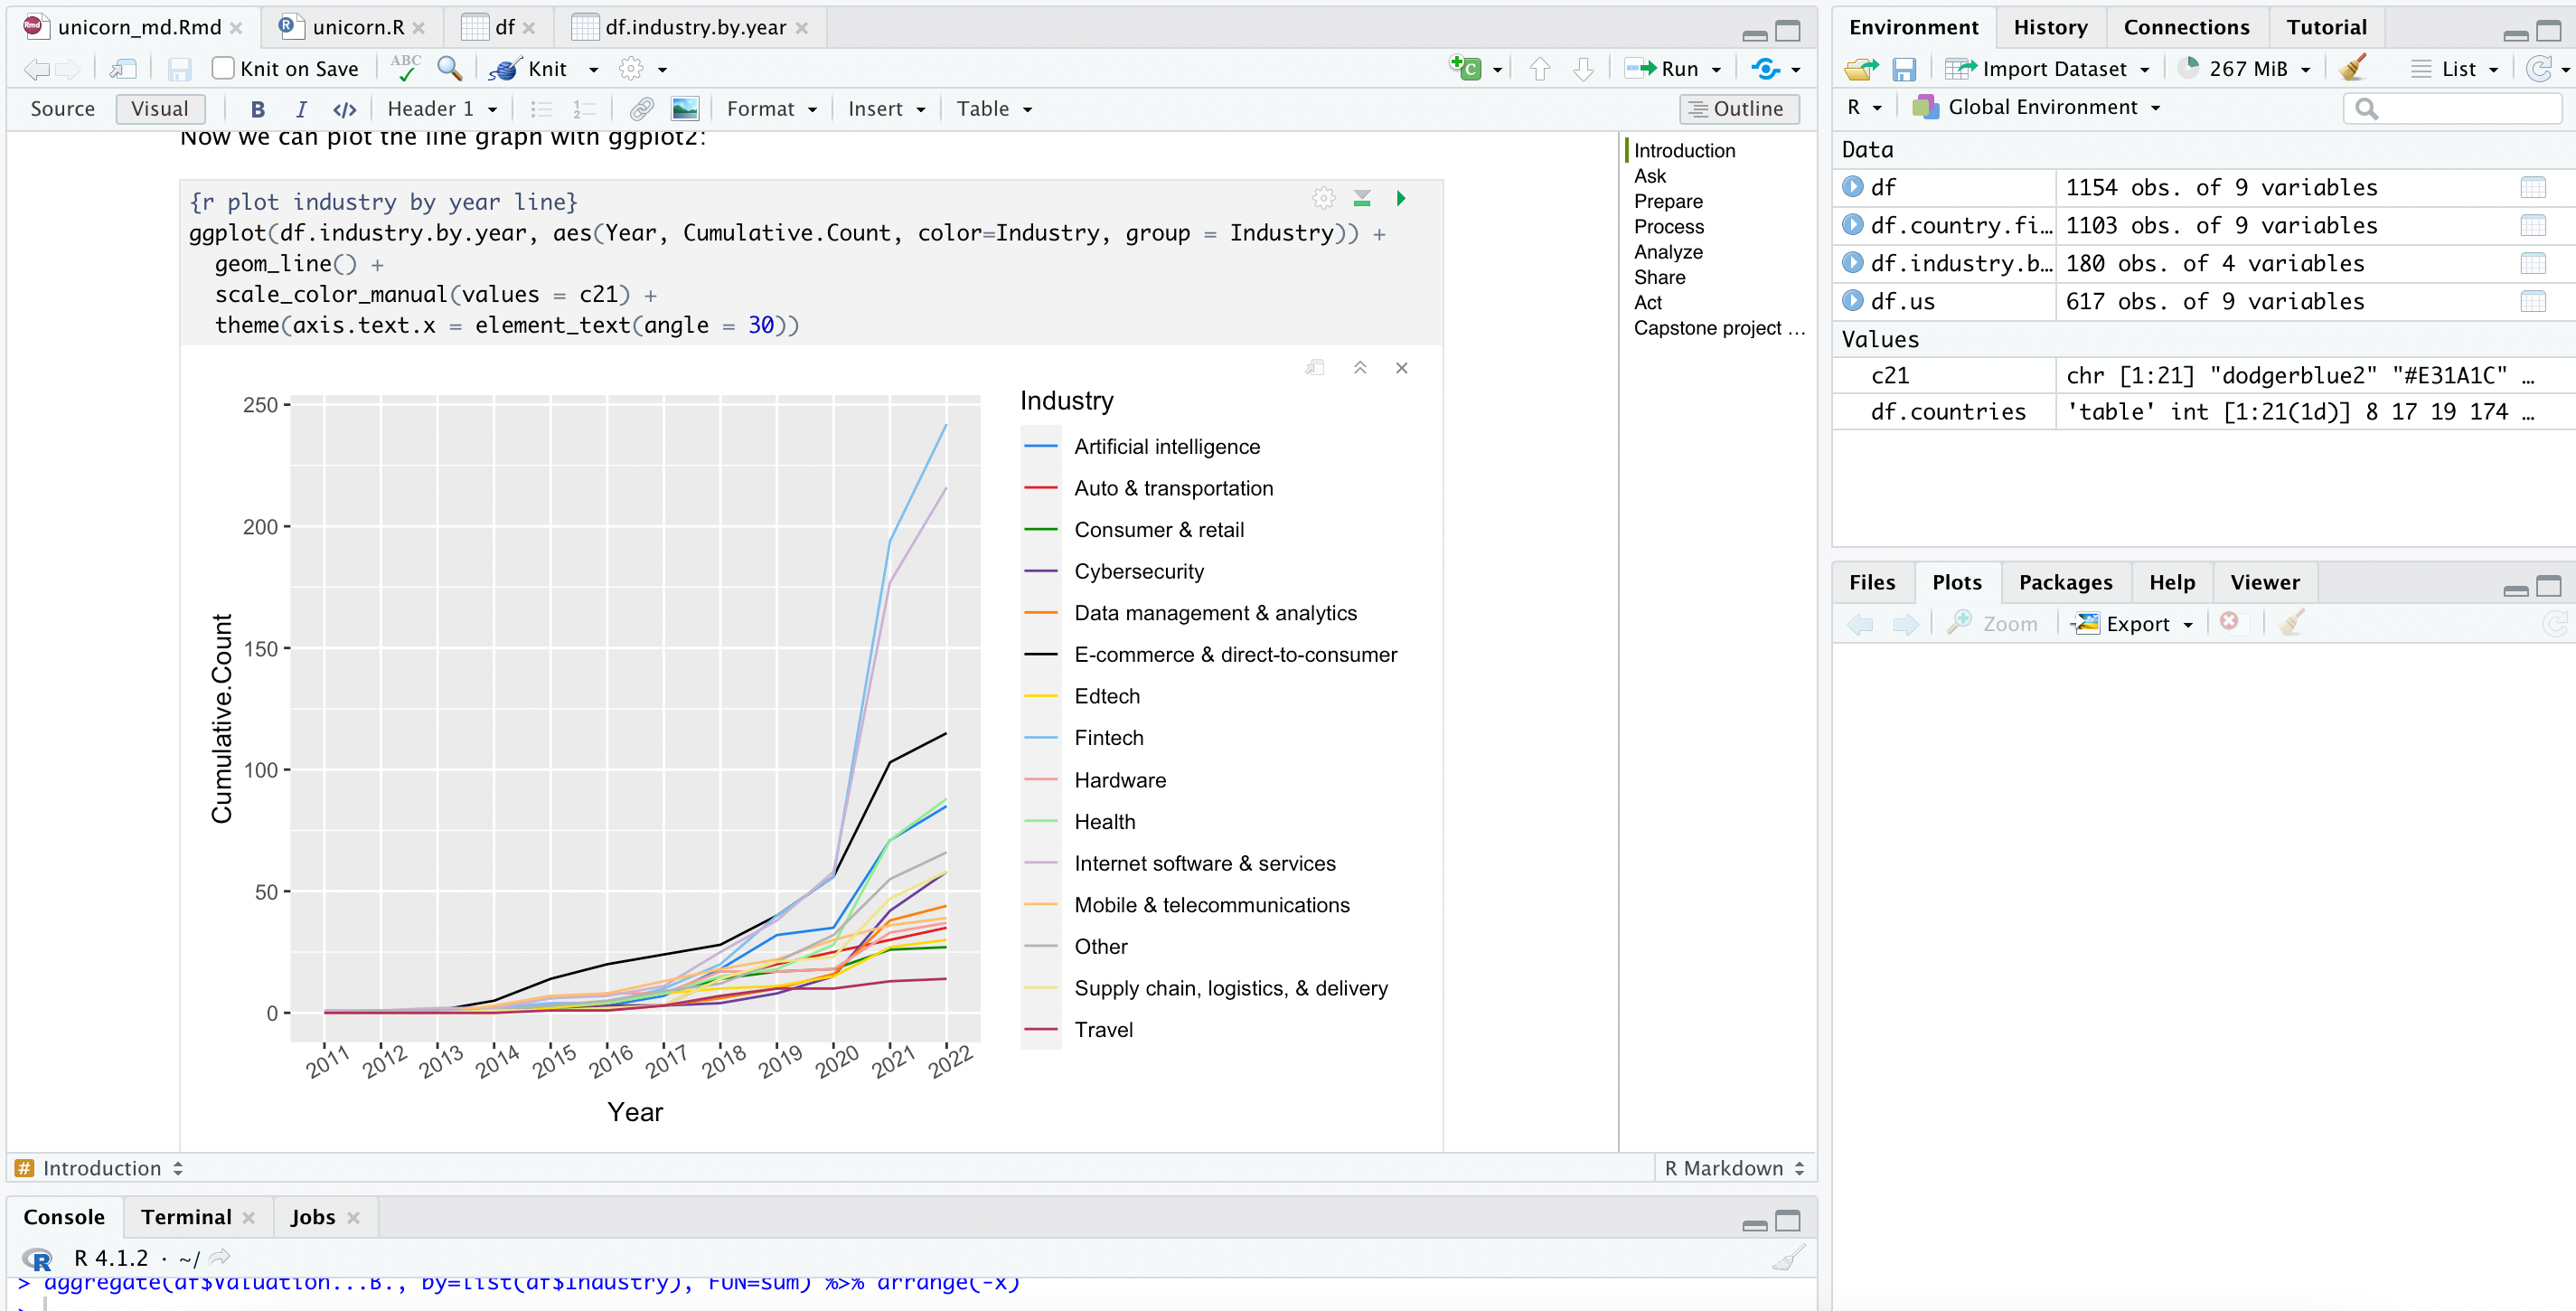 unicorn_md.Rmd
unicorn.R
df
df.industry.by.year
Knit on Save
ABC
Knit
Run
Source
Visual
B
I
</>
Header 1
Format
Insert
Table
Outline
Now we can plot the line graph with ggplot2:
{r plot industry by year line}
ggplot(df.industry.by.year, aes(Year, Cumulative.Count, color=Industry, group = Industry)) +
geom_line() +
scale_color_manual(values = c21) +
theme(axis.text.x = element_text(angle = 30))
250
200
150
100
50
0
Cumulative.Count
2011 2012 2013 2014 2015 2016 2017 2018 2019 2020 2021 2022
Year
Industry
Artificial intelligence
Auto & transportation
Consumer & retail
Cybersecurity
Data management & analytics
E-commerce & direct-to-consumer
Edtech
Fintech
Hardware
Health
Internet software & services
Mobile & telecommunications
Other
Supply chain, logistics, & delivery
Travel
Introduction
Ask
Prepare
Process
Analyze
Share
Act
Capstone project ...
# Introduction
R Markdown
Console
Terminal
Jobs
R 4.1.2 · ~/
> aggregate(df$Valuation...B., by=list(df$Industry), FUN=sum) %>% arrange(-x)
>
Environment
History
Connections
Tutorial
Import Dataset
267 MiB
List
R
Global Environment
Data
df 1154 obs. of 9 variables
df.country.fi… 1103 obs. of 9 variables
df.industry.b… 180 obs. of 4 variables
df.us 617 obs. of 9 variables
Values
c21 chr [1:21] "dodgerblue2" "#E31A1C" …
df.countries 'table' int [1:21(1d)] 8 17 19 174 …
Files
Plots
Packages
Help
Viewer
Zoom
Export